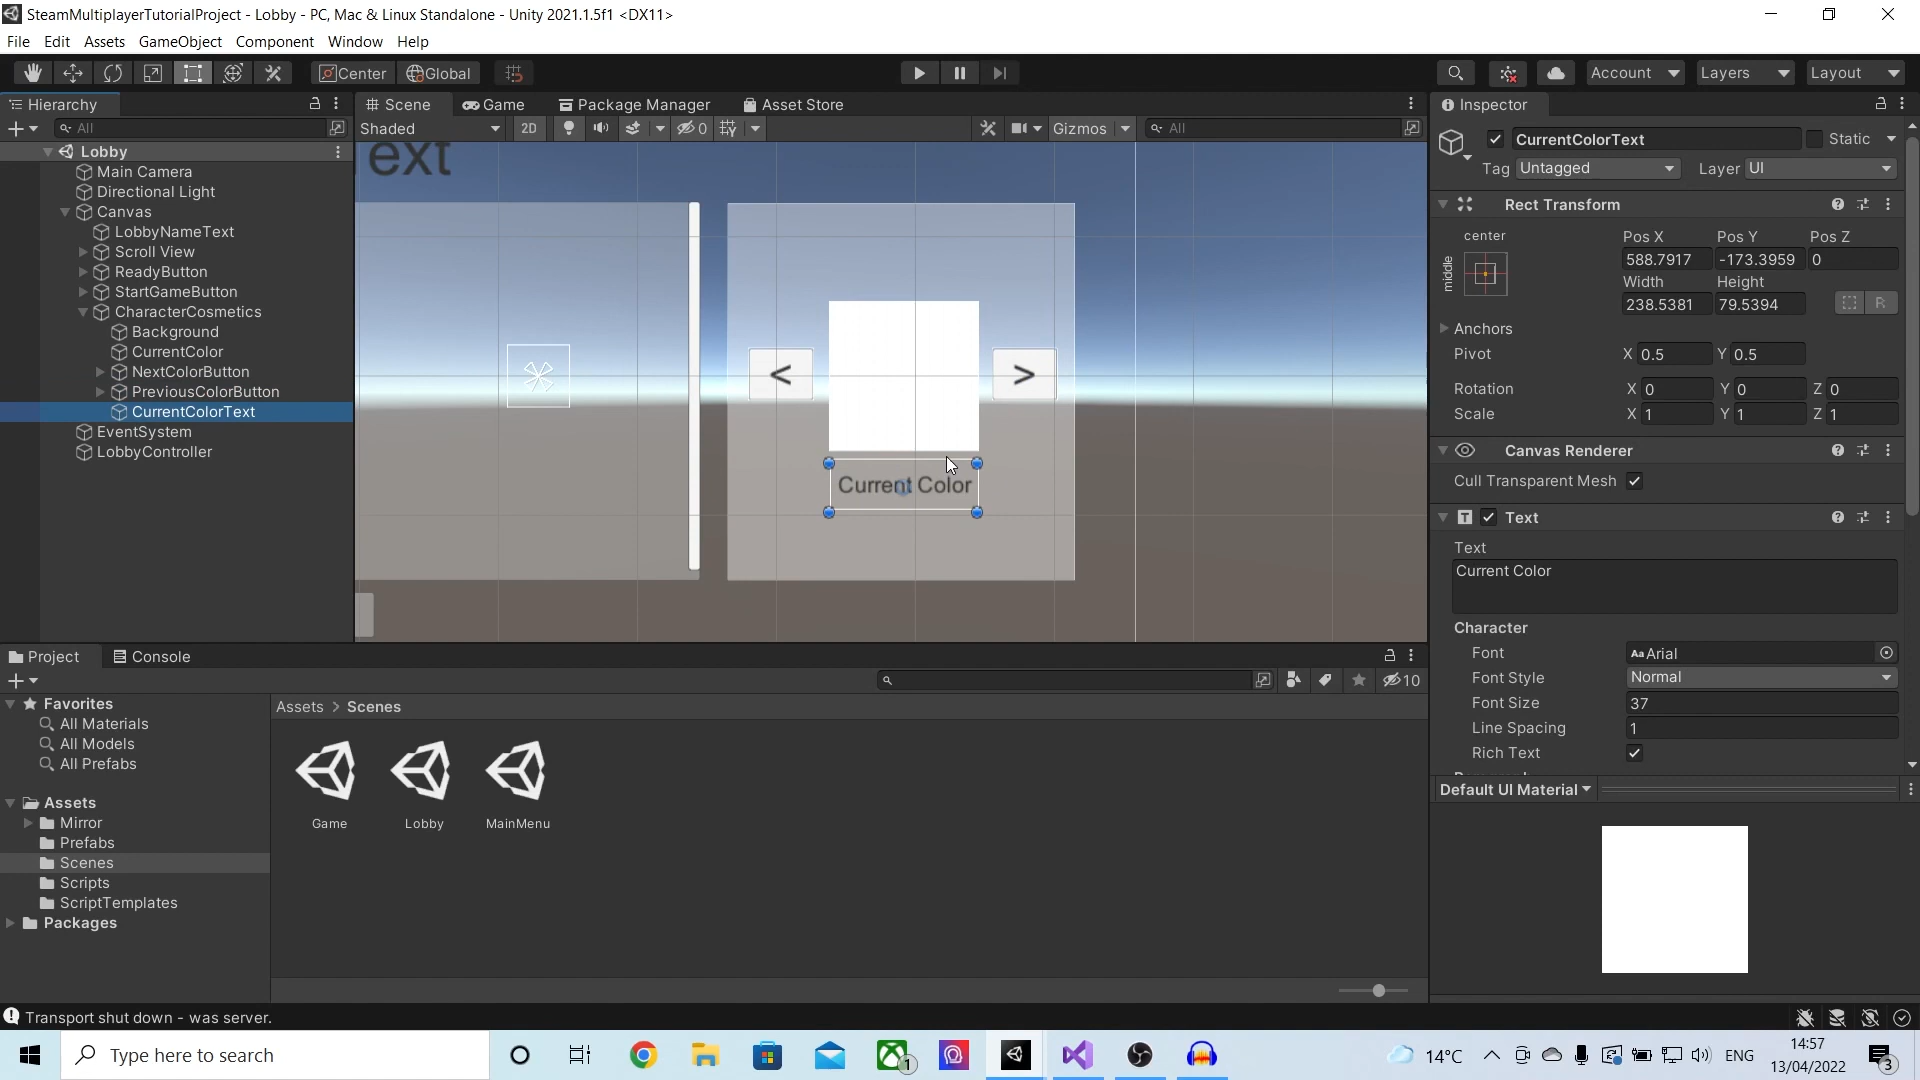 SteamMultiplayerTutorialProject - Lobby - PC, Mac & Linux Standalone - Unity 2021.1.5f1 <DX11>
File Edit Assets GameObject Component Window Help
Center Global Account Layers Layout
Hierarchy
All
Lobby
Main Camera
Directional Light
Canvas
LobbyNameText
Scroll View
ReadyButton
StartGameButton
CharacterCosmetics
Background
CurrentColor
NextColorButton
PreviousColorButton
CurrentColorText
EventSystem
LobbyController
Scene Game Package Manager Asset Store
Shaded 2D 0 Gizmos All
ext
< >
Current Color
Inspector
CurrentColorText Static
Tag Untagged Layer UI
Rect Transform
center Pos X Pos Y Pos Z
middle 588.7917 -173.3959 0
Width Height
238.5381 79.5394 R
Anchors
Pivot X 0.5 Y 0.5
Rotation X 0 Y 0 Z 0
Scale X 1 Y 1 Z 1
Canvas Renderer
Cull Transparent Mesh
Text
Text
Current Color
Character
Font Aa Arial
Font Style Normal
Font Size 37
Line Spacing 1
Rich Text
Default UI Material
Project Console
10
Favorites
All Materials
All Models
All Prefabs
Assets
Mirror
Prefabs
Scenes
Scripts
ScriptTemplates
Packages
Assets > Scenes
Game Lobby MainMenu
Transport shut down - was server.
Type here to search
1
14°C ENG
14:57
13/04/2022
3